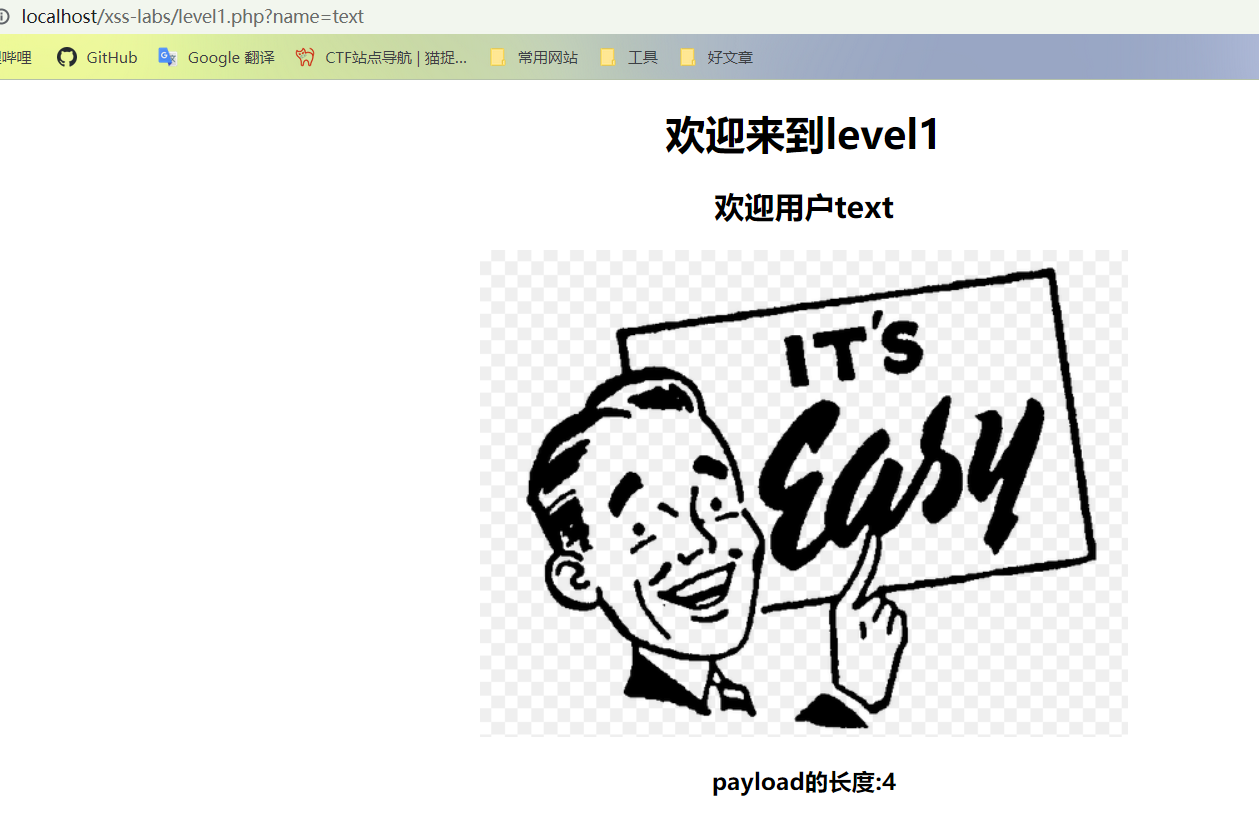 localhost/xss-labs/level1.php?name=text
哔哩 GitHub Google 翻译 CTF站点导航 | 猫捉... 常用网站 工具 好文章
欢迎来到level1
欢迎用户text
IT'S
Easy
payload的长度:4